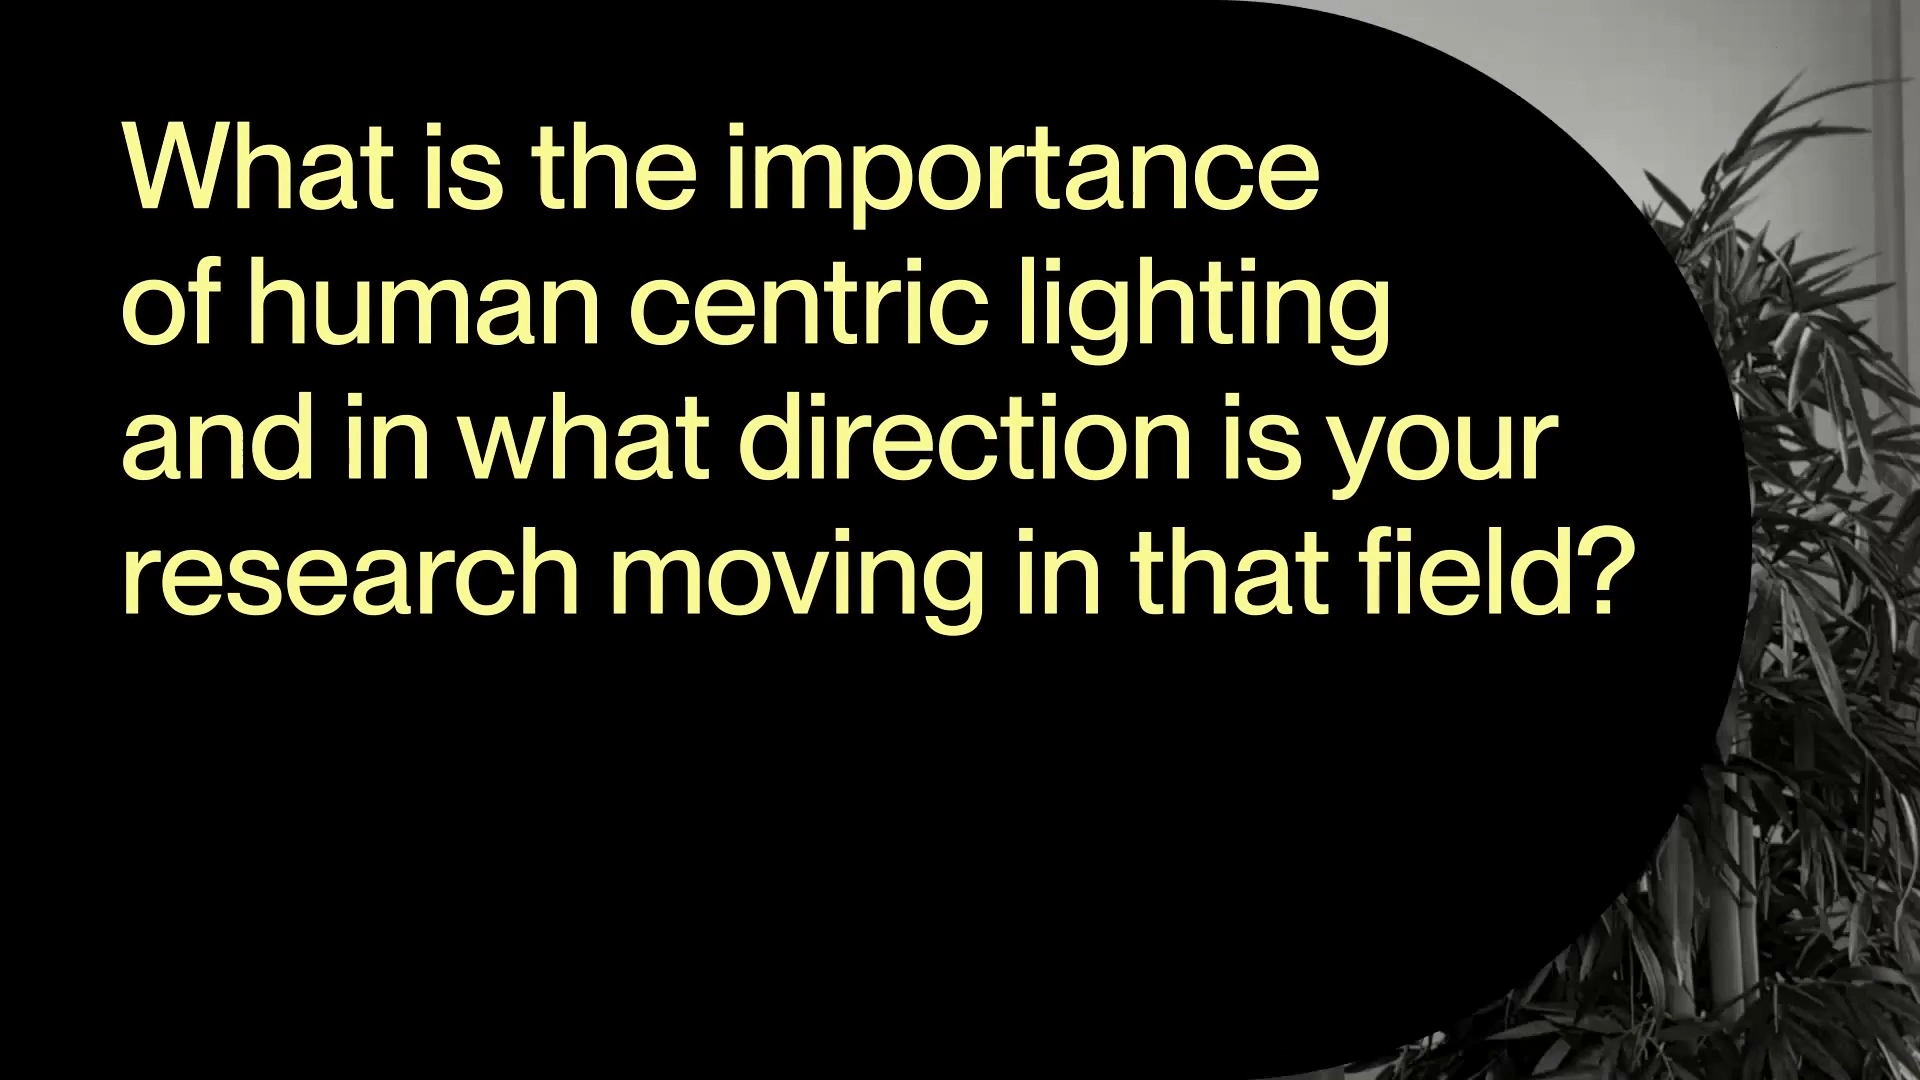 What is the importance
of human centric lighting
and in what direction is your
research moving in that field?